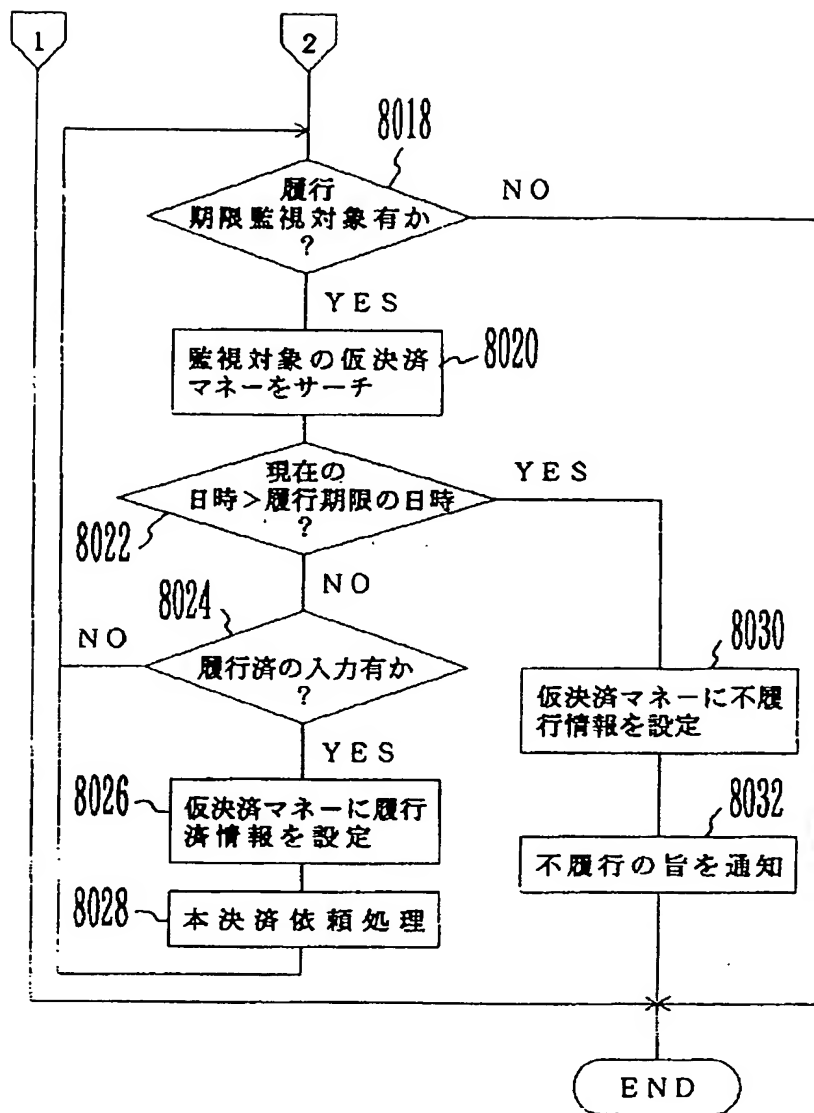 1
2
8018
履行
期限監視対象有か
?
NO
YES
監視対象の仮決済
マネーをサーチ
8020
現在の
日時>履行期限の日時
?
YES
8022
NO
8024
NO
履行済の入力有か
?
YES
8030
仮決済マネーに不履
行情報を設定
8026
仮決済マネーに履行
済情報を設定
8032
不履行の旨を通知
8028
本決済依頼処理
END